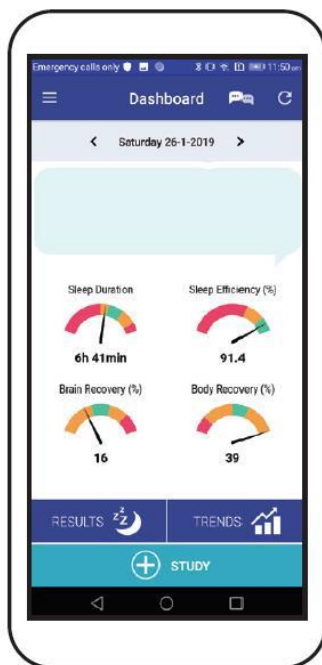 Emergency calls only 11:50 am
Dashboard
Saturday 26-1-2019
Sleep Duration Sleep Efficiency (%)
6h 41min 91.4
Brain Recovery (%) Body Recovery (%)
16 39
RESULTS TRENDS
STUDY